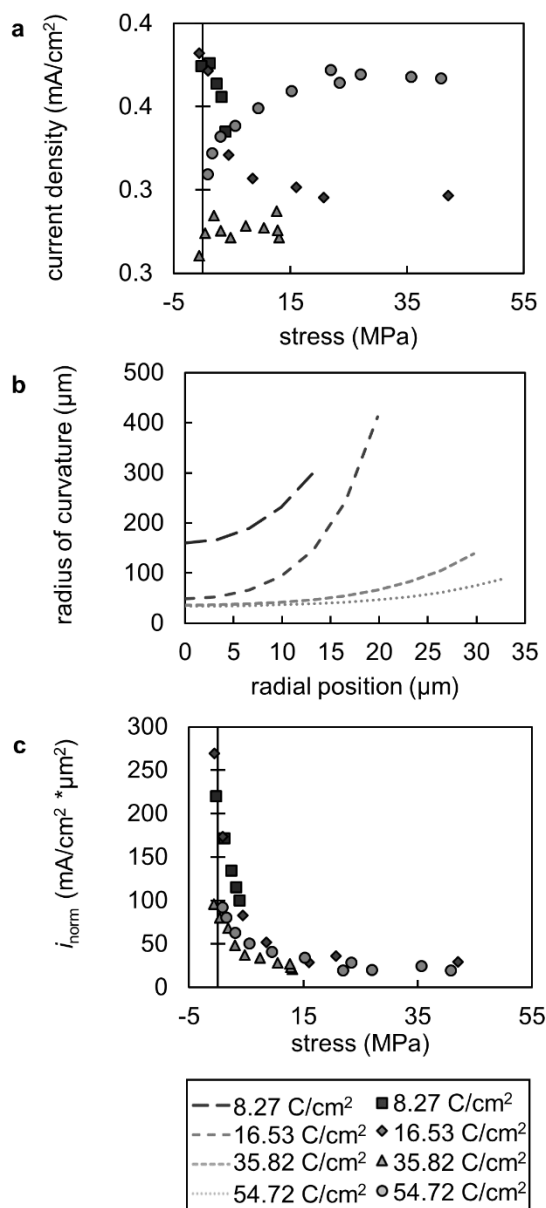 a
current density (mA/cm²)
0.4
0.4
0.3
0.3
-5 15 35 55
stress (MPa)
b
radius of curvature (µm)
500
400
300
200
100
0
0 5 10 15 20 25 30 35
radial position (µm)
c
i_norm (mA/cm² *µm²)
300
250
200
150
100
50
0
-5 15 35 55
stress (MPa)
8.27 C/cm² 8.27 C/cm²
16.53 C/cm² 16.53 C/cm²
35.82 C/cm² 35.82 C/cm²
54.72 C/cm² 54.72 C/cm²